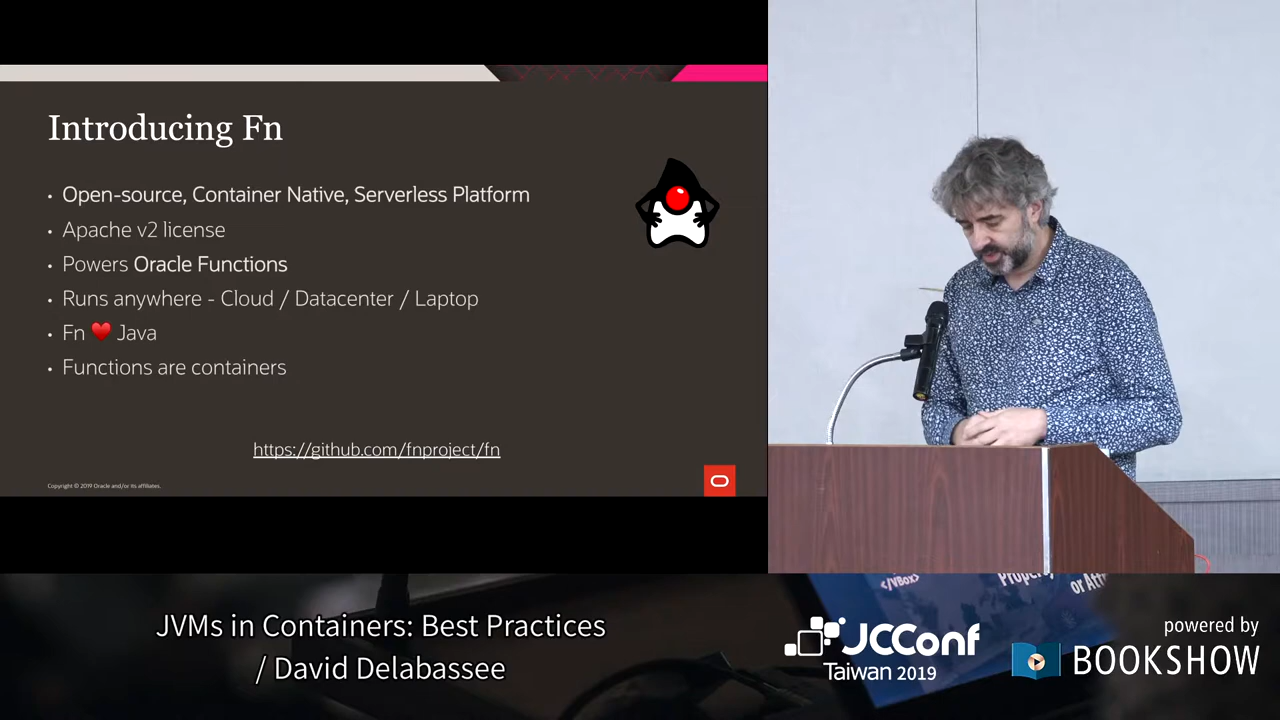 Introducing Fn
• Open-source, Container Native, Serverless Platform
• Apache v2 license
• Powers Oracle Functions
• Runs anywhere - Cloud / Datacenter / Laptop
• Fn ♥ Java
• Functions are containers
https://github.com/fnproject/fn
Copyright © 2019 Oracle and/or its affiliates.
</VBox>
JVMs in Containers: Best Practices
/ David Delabassee
JCConf
Taiwan 2019
powered by
BOOKSHOW